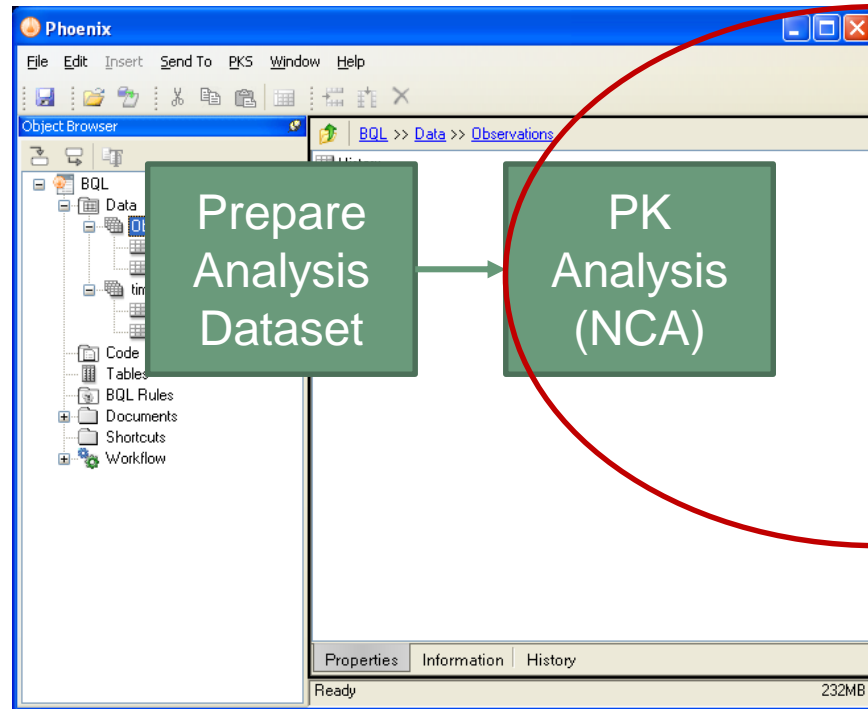 Phoenix
File Edit Insert Send To PKS Window Help
Object Browser
BQL >> Data >> Observations
BQL
Data
Prepare
Analysis
Dataset
PK
Analysis
(NCA)
Code
Tables
BQL Rules
Documents
Shortcuts
Workflow
Properties Information History
Ready 232MB